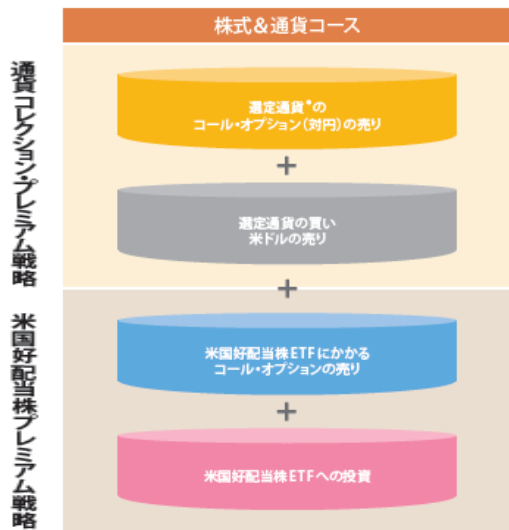 株式&通貨コース
通貨コレクション・プレミアム戦略
選定通貨*の
コール・オプション(対円)の売り
+
選定通貨の買い
米ドルの売り
+
米国好配当株プレミアム戦略
米国好配当株ETFにかかる
コール・オプションの売り
+
米国好配当株ETFへの投資